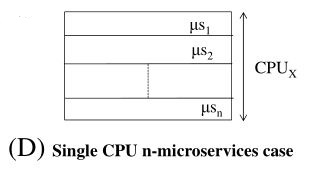 μs1
μs2
CPUX
μsn
(D) Single CPU n-microservices case